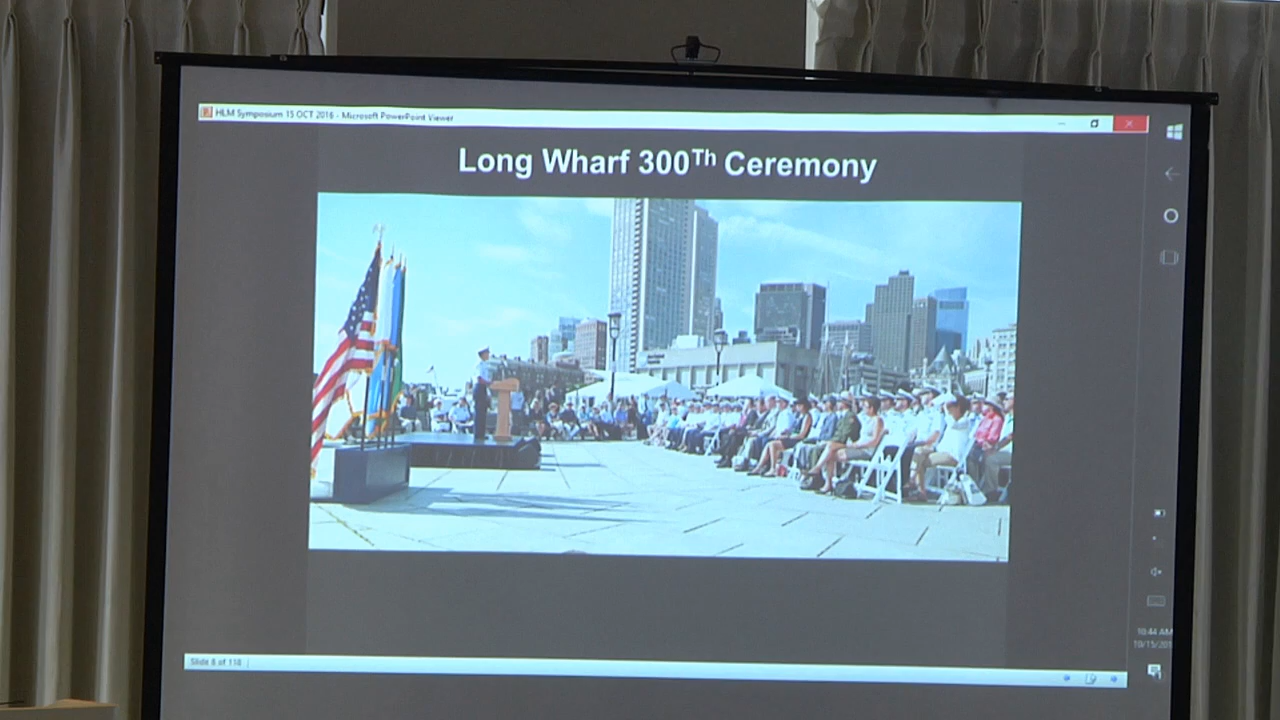 HLM Symposium 15 OCT 2016 - Microsoft PowerPoint Viewer
Long Wharf 300Th Ceremony
Slide 8 of 118
10:44 AM